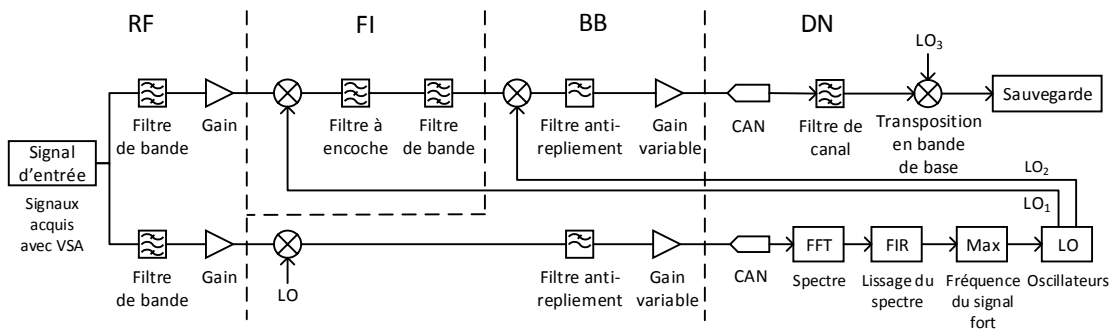 RF
FI
BB
DN
LO3
Filtre
de bande
Gain
Filtre à
encoche
Filtre de
bande
Filtre anti-
repliement
Gain
variable
CAN
Filtre de
canal
Transposition
en bande
de base
Sauvegarde
Signal
d'entrée
Signaux
acquis
avec VSA
LO2
LO1
Filtre
de bande
Gain
LO
Filtre anti-
repliement
Gain
variable
CAN
FFT
Spectre
FIR
Lissage du
spectre
Max
Fréquence
du signal
fort
LO
Oscillateurs